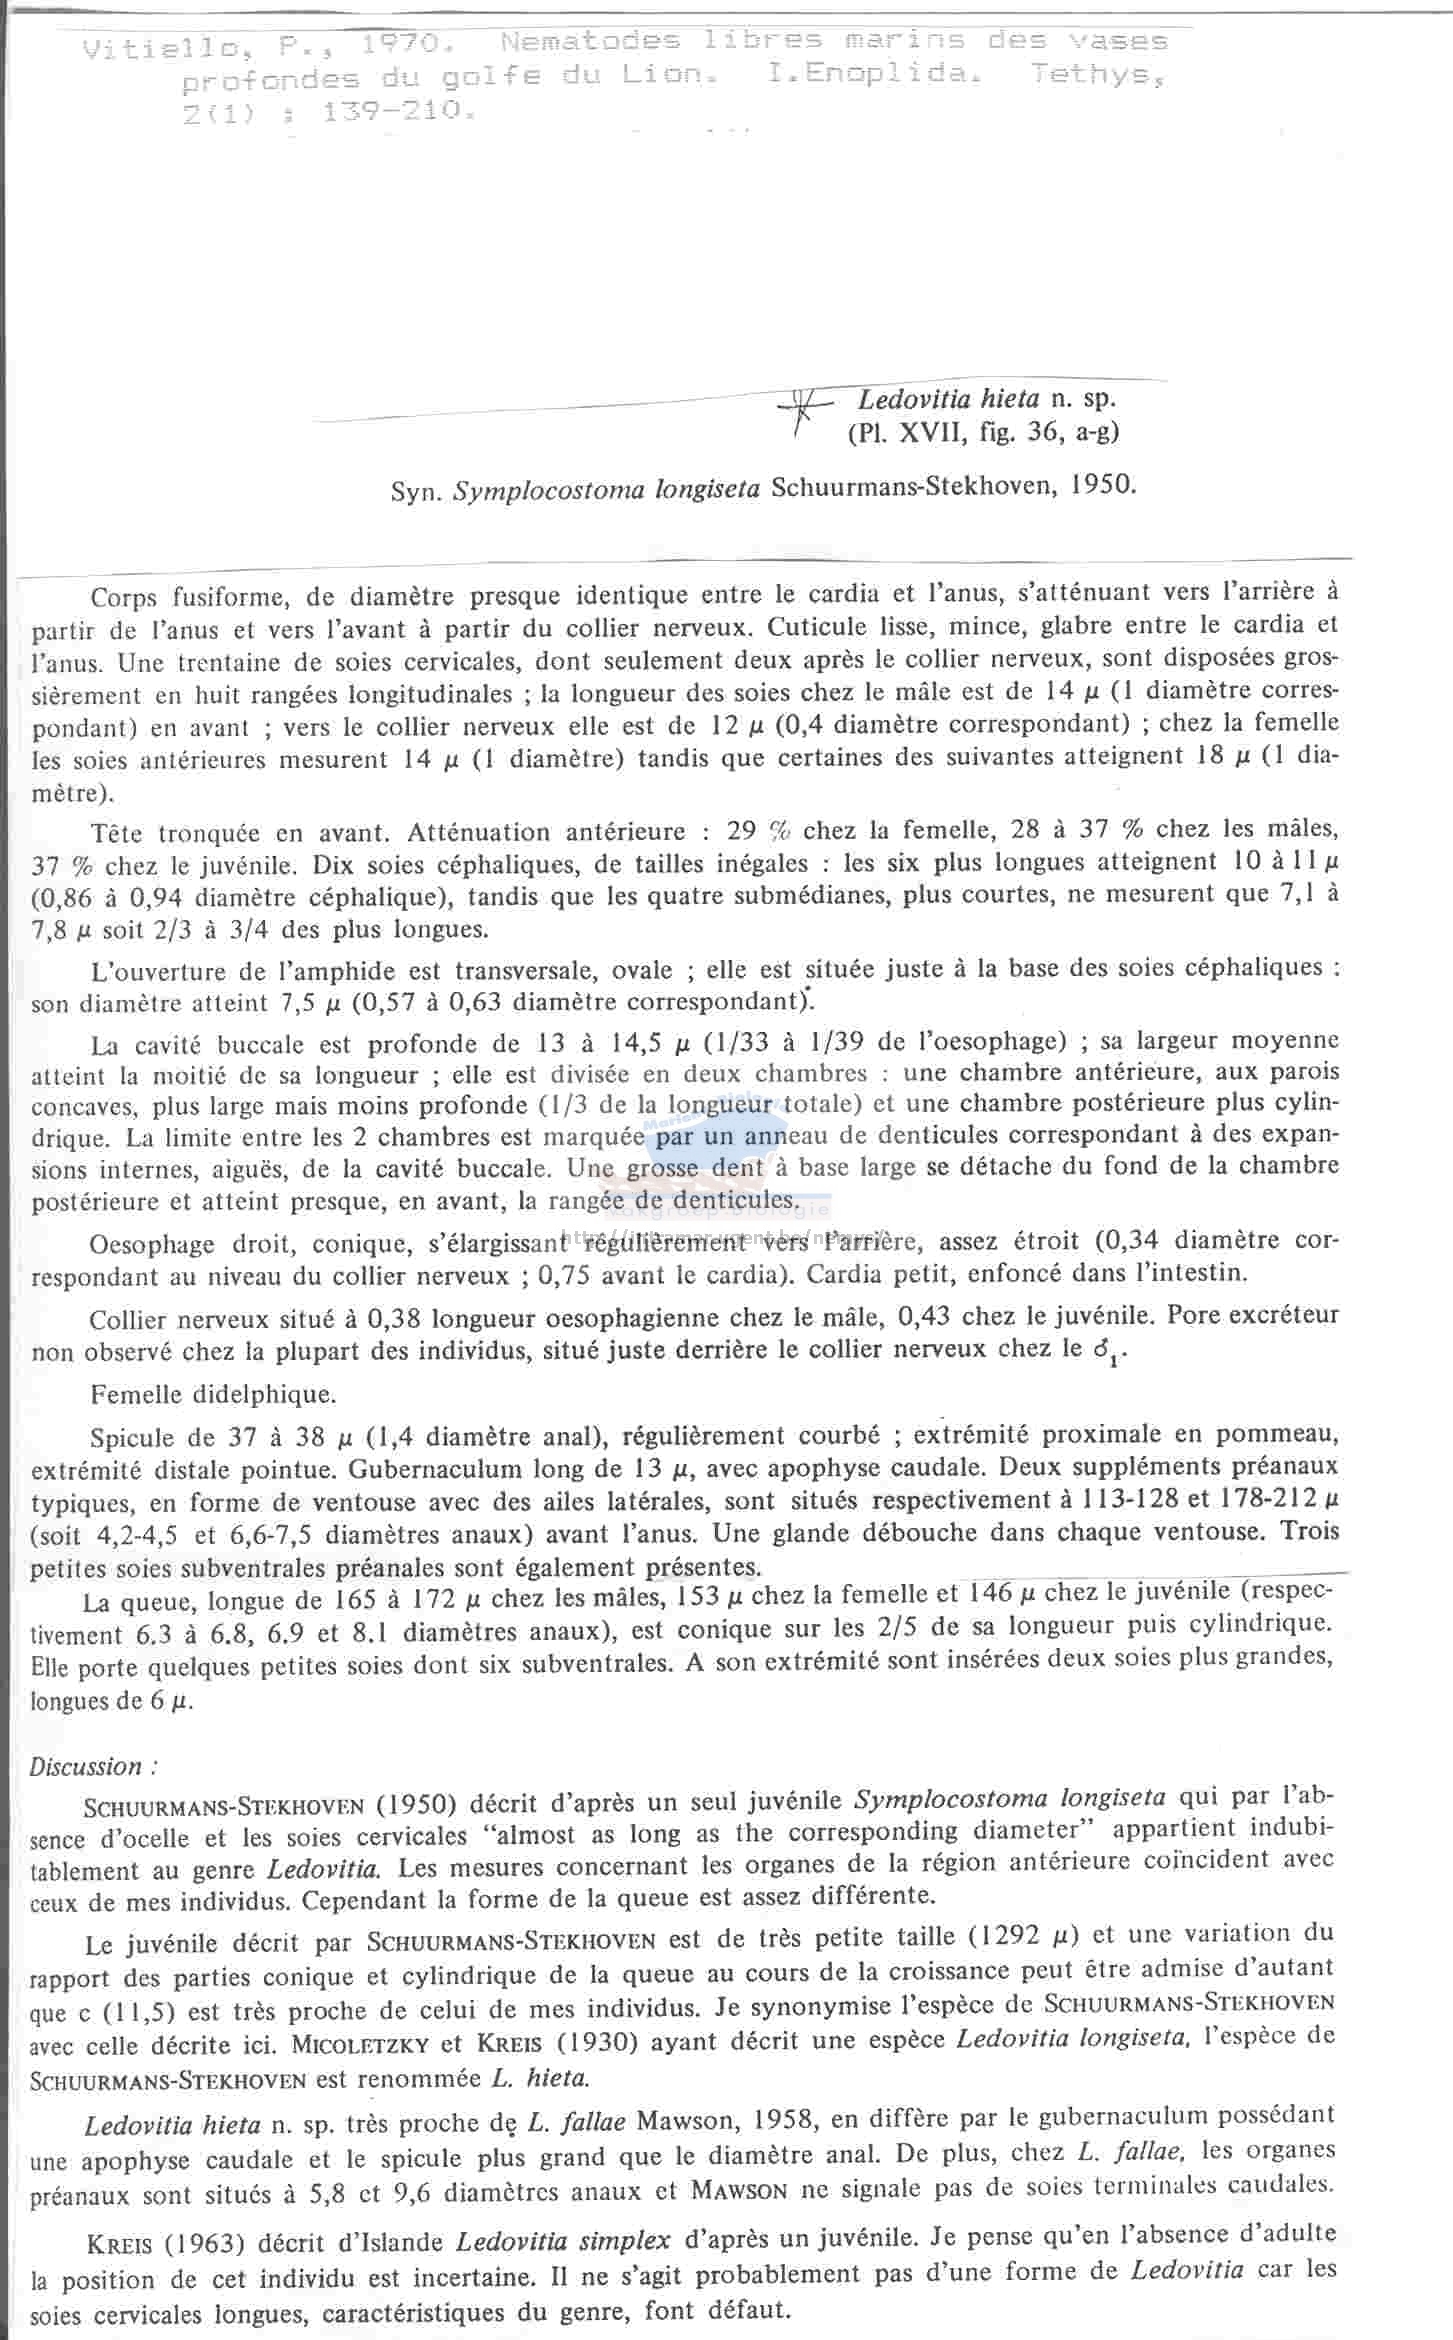 Vitiello, P., 1970. Nematodes libres marins des vases
profondes du golfe du Lion. I.Enoplida. Tethys,
2(1) : 139-210.
Ledovitia hieta n. sp.
(Pl. XVII, fig. 36, a-g)
Syn. Symplocostoma longiseta Schuurmans-Stekhoven, 1950.
Corps fusiforme, de diamètre presque identique entre le cardia et l'anus, s'atténuant vers l'arrière à
partir de l'anus et vers l'avant à partir du collier nerveux. Cuticule lisse, mince, glabre entre le cardia et
l'anus. Une trentaine de soies cervicales, dont seulement deux après le collier nerveux, sont disposées gros-
sièrement en huit rangées longitudinales ; la longueur des soies chez le mâle est de 14 µ (1 diamètre corres-
pondant) en avant ; vers le collier nerveux elle est de 12 µ (0,4 diamètre correspondant) ; chez la femelle
les soies antérieures mesurent 14 µ (1 diamètre) tandis que certaines des suivantes atteignent 18 µ (1 dia-
mètre).
Tête tronquée en avant. Atténuation antérieure : 29 % chez la femelle, 28 à 37 % chez les mâles,
37 % chez le juvénile. Dix soies céphaliques, de tailles inégales : les six plus longues atteignent 10 à 11 µ
(0,86 à 0,94 diamètre céphalique), tandis que les quatre submédianes, plus courtes, ne mesurent que 7,1 à
7,8 µ soit 2/3 à 3/4 des plus longues.
L'ouverture de l'amphide est transversale, ovale ; elle est située juste à la base des soies céphaliques ;
son diamètre atteint 7,5 µ (0,57 à 0,63 diamètre correspondant).
La cavité buccale est profonde de 13 à 14,5 µ (1/33 à 1/39 de l'oesophage) ; sa largeur moyenne
atteint la moitié de sa longueur ; elle est divisée en deux chambres : une chambre antérieure, aux parois
concaves, plus large mais moins profonde (1/3 de la longueur totale) et une chambre postérieure plus cylin-
drique. La limite entre les 2 chambres est marquée par un anneau de denticules correspondant à des expan-
sions internes, aiguës, de la cavité buccale. Une grosse dent à base large se détache du fond de la chambre
postérieure et atteint presque, en avant, la rangée de denticules.
vakgroep biologie
http://intramar.ugent.be/nemys/
Oesophage droit, conique, s'élargissant régulièrement vers l'arrière, assez étroit (0,34 diamètre cor-
respondant au niveau du collier nerveux ; 0,75 avant le cardia). Cardia petit, enfoncé dans l'intestin.
Collier nerveux situé à 0,38 longueur oesophagienne chez le mâle, 0,43 chez le juvénile. Pore excréteur
non observé chez la plupart des individus, situé juste derrière le collier nerveux chez le ♂1.
Femelle didelphique.
Spicule de 37 à 38 µ (1,4 diamètre anal), régulièrement courbé ; extrémité proximale en pommeau,
extrémité distale pointue. Gubernaculum long de 13 µ, avec apophyse caudale. Deux suppléments préanaux
typiques, en forme de ventouse avec des ailes latérales, sont situés respectivement à 113-128 et 178-212 µ
(soit 4,2-4,5 et 6,6-7,5 diamètres anaux) avant l'anus. Une glande débouche dans chaque ventouse. Trois
petites soies subventrales préanales sont également présentes.
La queue, longue de 165 à 172 µ chez les mâles, 153 µ chez la femelle et 146 µ chez le juvénile (respec-
tivement 6.3 à 6.8, 6.9 et 8.1 diamètres anaux), est conique sur les 2/5 de sa longueur puis cylindrique.
Elle porte quelques petites soies dont six subventrales. A son extrémité sont insérées deux soies plus grandes,
longues de 6 µ.
Discussion :
SCHUURMANS-STEKHOVEN (1950) décrit d'après un seul juvénile Symplocostoma longiseta qui par l'ab-
sence d'ocelle et les soies cervicales “almost as long as the corresponding diameter” appartient indubi-
tablement au genre Ledovitia. Les mesures concernant les organes de la région antérieure coïncident avec
ceux de mes individus. Cependant la forme de la queue est assez différente.
Le juvénile décrit par SCHUURMANS-STEKHOVEN est de très petite taille (1292 µ) et une variation du
rapport des parties conique et cylindrique de la queue au cours de la croissance peut être admise d'autant
que c (11,5) est très proche de celui de mes individus. Je synonymise l'espèce de SCHUURMANS-STEKHOVEN
avec celle décrite ici. MICOLETZKY et KREIS (1930) ayant décrit une espèce Ledovitia longiseta, l'espèce de
SCHUURMANS-STEKHOVEN est renommée L. hieta.
Ledovitia hieta n. sp. très proche de L. fallae Mawson, 1958, en diffère par le gubernaculum possédant
une apophyse caudale et le spicule plus grand que le diamètre anal. De plus, chez L. fallae, les organes
préanaux sont situés à 5,8 et 9,6 diamètres anaux et MAWSON ne signale pas de soies terminales caudales.
KREIS (1963) décrit d'Islande Ledovitia simplex d'après un juvénile. Je pense qu'en l'absence d'adulte
la position de cet individu est incertaine. Il ne s'agit probablement pas d'une forme de Ledovitia car les
soies cervicales longues, caractéristiques du genre, font défaut.